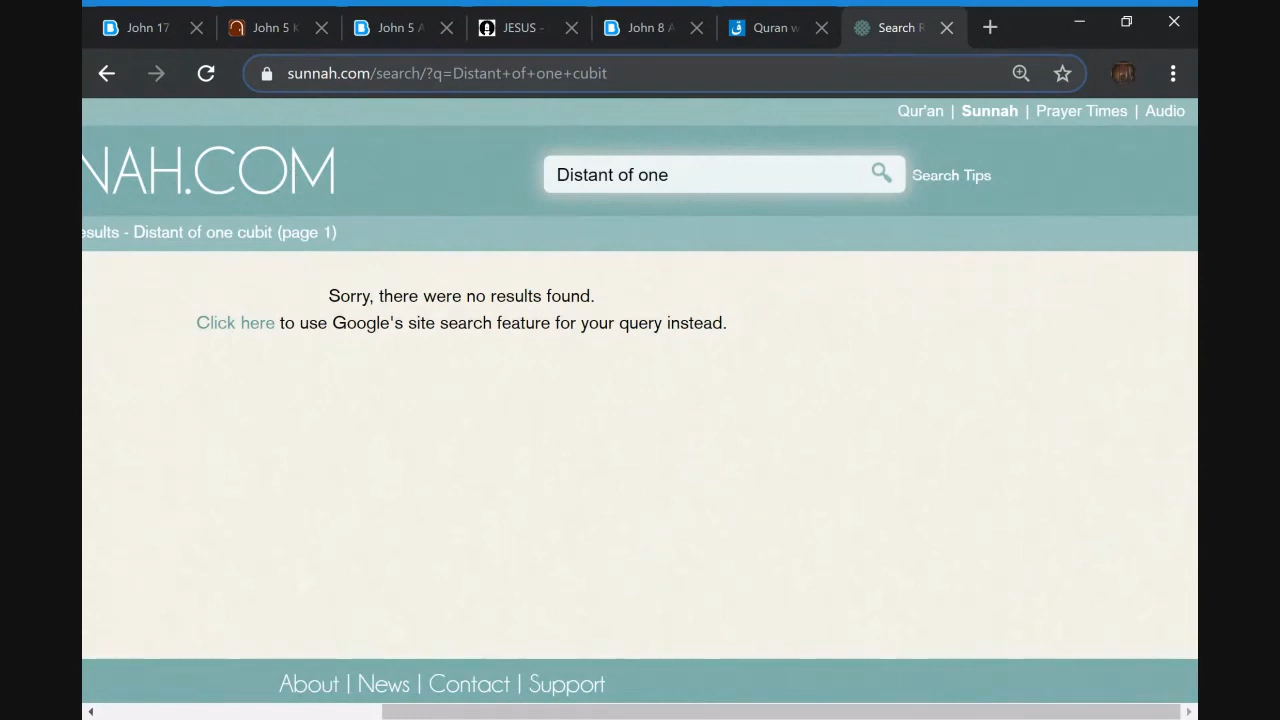 John 17
John 5 K
John 5 A
JESUS -
John 8 A
Quran w
Search R
sunnah.com/search/?q=Distant+of+one+cubit
Qur'an | Sunnah | Prayer Times | Audio
NAH.COM
Distant of one
Search Tips
esults - Distant of one cubit (page 1)
Sorry, there were no results found.
Click here to use Google's site search feature for your query instead.
About | News | Contact | Support